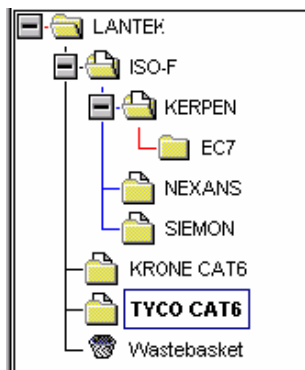 LANTEK
ISO-F
KERPEN
EC7
NEXANS
SIEMON
KRONE CAT6
TYCO CAT6
Wastebasket